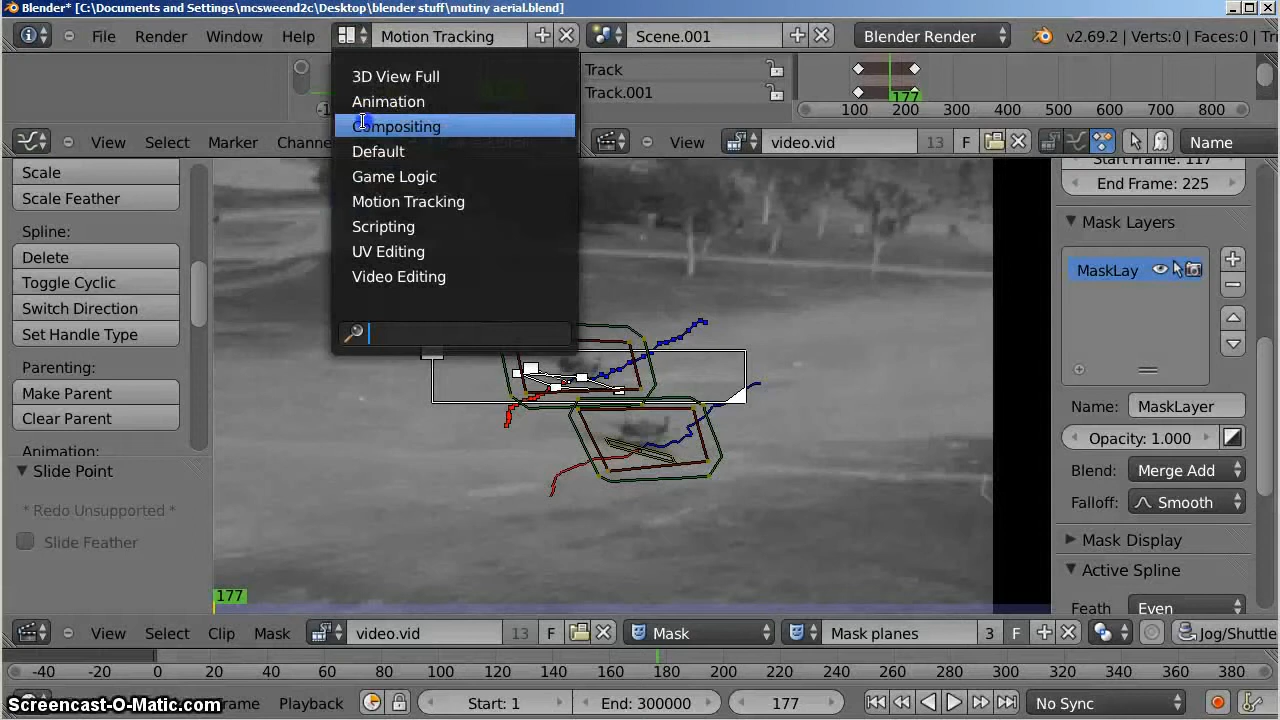 Blender* [C:\Documents and Settings\mcsweend2c\Desktop\blender stuff\mutiny aerial.blend]
File Render Window Help Motion Tracking Scene.001 Blender Render v2.69.2 | Verts:0 | Faces:0 |
3D View Full
Animation
Compositing
Default
Game Logic
Motion Tracking
Scripting
UV Editing
Video Editing
Track
Track.001
177
100 200 300 400 500 600 700 800
View Select Marker
View video.vid 13 F Name
Scale
Scale Feather
Spline:
Delete
Toggle Cyclic
Switch Direction
Set Handle Type
Parenting:
Make Parent
Clear Parent
Animation:
Slide Point
* Redo Unsupported *
Slide Feather
177
Start Frame: 117
End Frame: 225
Mask Layers
MaskLay
Name: MaskLayer
Opacity: 1.000
Blend: Merge Add
Falloff: Smooth
Mask Display
Active Spline
Feath Even
View Select Clip Mask video.vid 13 F Mask Mask planes 3 F Jog/Shuttle
-40 -20 0 20 40 60 80 100 120 140 160 180 200 220 240 260 280 300 320 340 360 380
Playback Start: 1 End: 300000 177 No Sync
Screencast-O-Matic.com